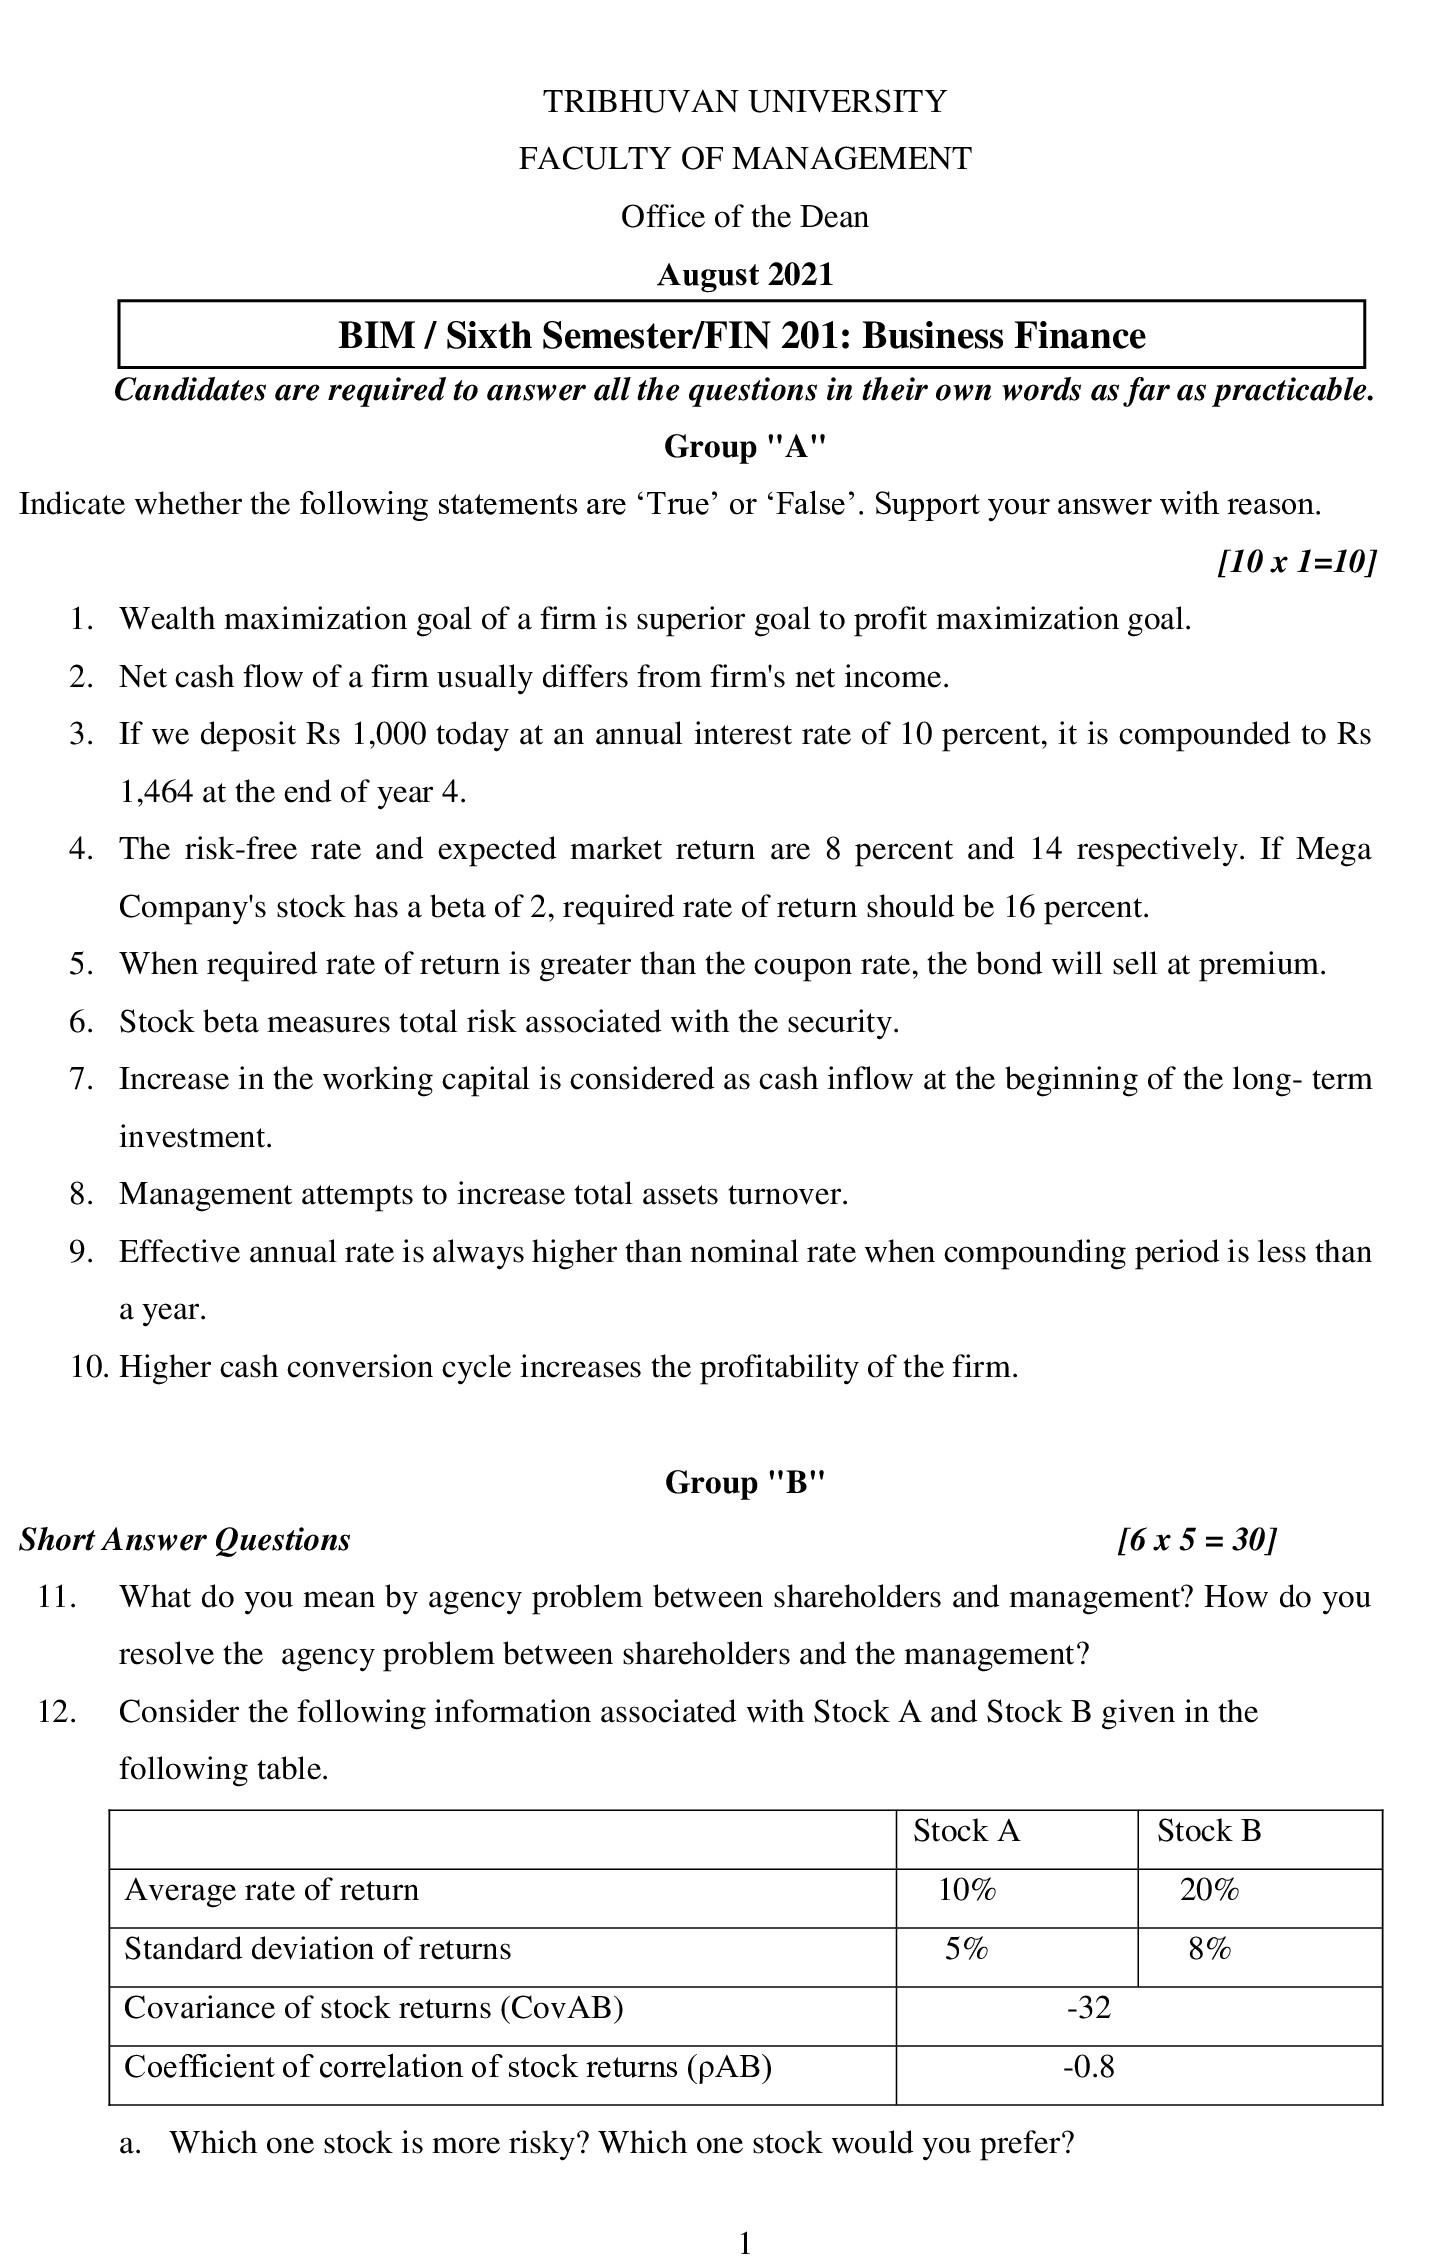 TRIBHUVAN UNIVERSITY
FACULTY OF MANAGEMENT
Office of the Dean
August 2021
BIM / Sixth Semester/FIN 201: Business Finance
Candidates are required to answer all the questions in their own words as far as practicable.
Group "A"
Indicate whether the following statements are ‘True’ or ‘False’. Support your answer with reason.
[10 x 1=10]
1. Wealth maximization goal of a firm is superior goal to profit maximization goal.
2. Net cash flow of a firm usually differs from firm's net income.
3. If we deposit Rs 1,000 today at an annual interest rate of 10 percent, it is compounded to Rs
1,464 at the end of year 4.
4. The risk-free rate and expected market return are 8 percent and 14 respectively. If Mega
Company's stock has a beta of 2, required rate of return should be 16 percent.
5. When required rate of return is greater than the coupon rate, the bond will sell at premium.
6. Stock beta measures total risk associated with the security.
7. Increase in the working capital is considered as cash inflow at the beginning of the long- term
investment.
8. Management attempts to increase total assets turnover.
9. Effective annual rate is always higher than nominal rate when compounding period is less than
a year.
10. Higher cash conversion cycle increases the profitability of the firm.
Group "B"
Short Answer Questions [6 x 5 = 30]
11. What do you mean by agency problem between shareholders and management? How do you
resolve the agency problem between shareholders and the management?
12. Consider the following information associated with Stock A and Stock B given in the
following table.
Stock A Stock B
Average rate of return 10% 20%
Standard deviation of returns 5% 8%
Covariance of stock returns (CovAB) -32
Coefficient of correlation of stock returns (ρAB) -0.8
a. Which one stock is more risky? Which one stock would you prefer?
1